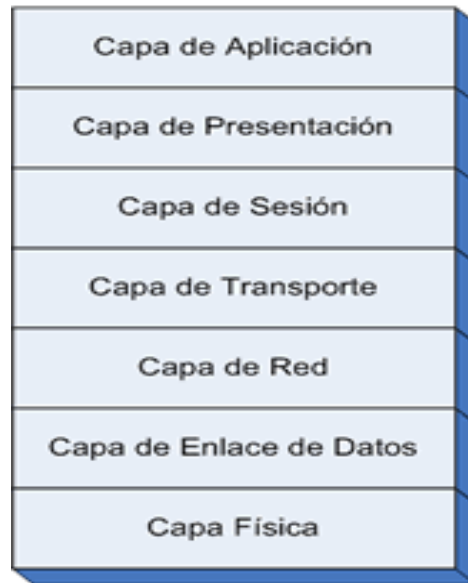 Capa de Aplicación
Capa de Presentación
Capa de Sesión
Capa de Transporte
Capa de Red
Capa de Enlace de Datos
Capa Física